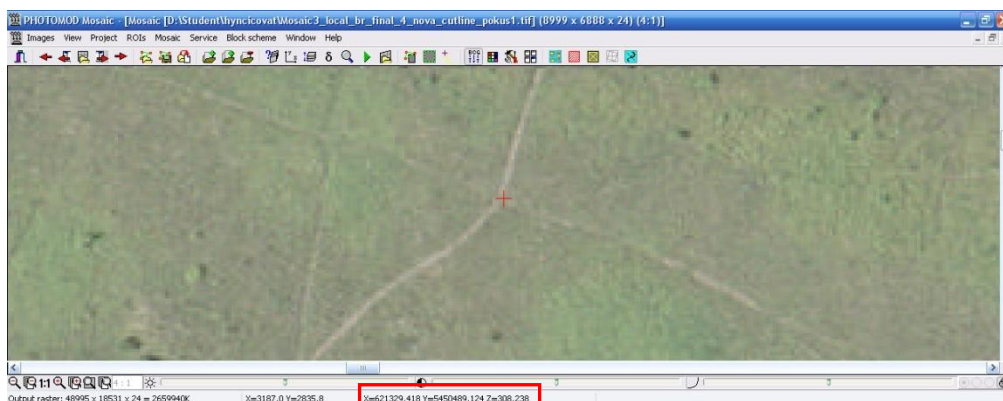 PHOTOMOD Mosaic - [Mosaic [D:\Student\hyncicovat\Mosaic3_local_br_final_4_nova_cutline_pokus1.tif] (8999 x 6888 x 24) (4:1)]
Images View Project ROIs Mosaic Service Block scheme Window Help
1:1 4 : 1
Output raster: 48995 x 18531 x 24 = 2659940K X=3187.0 Y=2835.8 X=621329.418 Y=5450489.124 Z=308.238